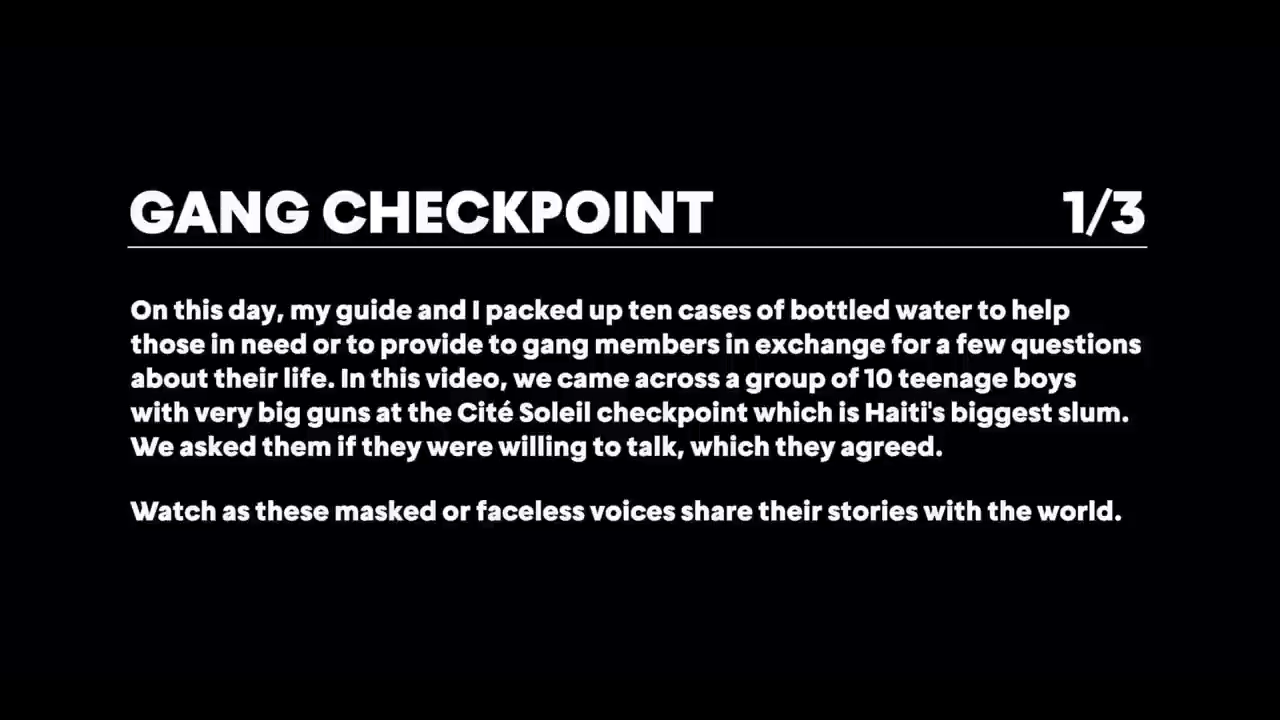 GANG CHECKPOINT 1/3
On this day, my guide and I packed up ten cases of bottled water to help
those in need or to provide to gang members in exchange for a few questions
about their life. In this video, we came across a group of 10 teenage boys
with very big guns at the Cité Soleil checkpoint which is Haiti's biggest slum.
We asked them if they were willing to talk, which they agreed.
Watch as these masked or faceless voices share their stories with the world.